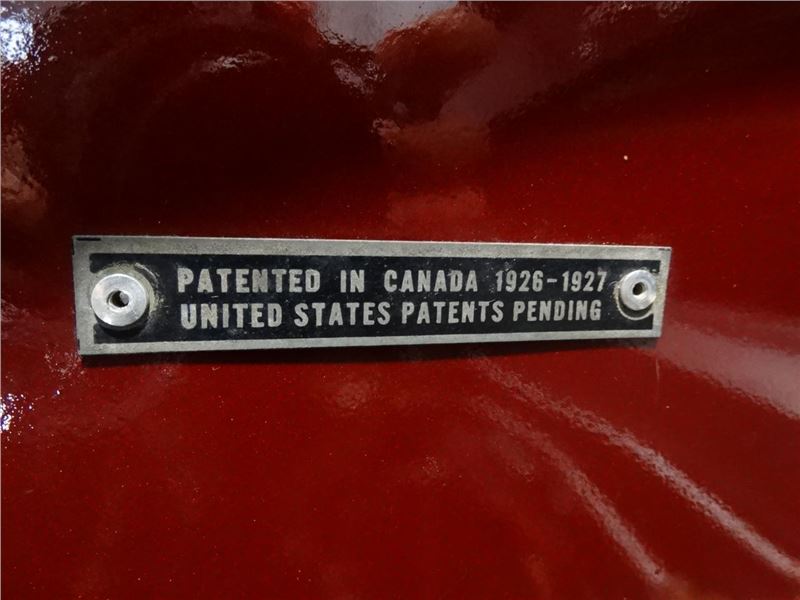 PATENTED IN CANADA 1926-1927
UNITED STATES PATENTS PENDING